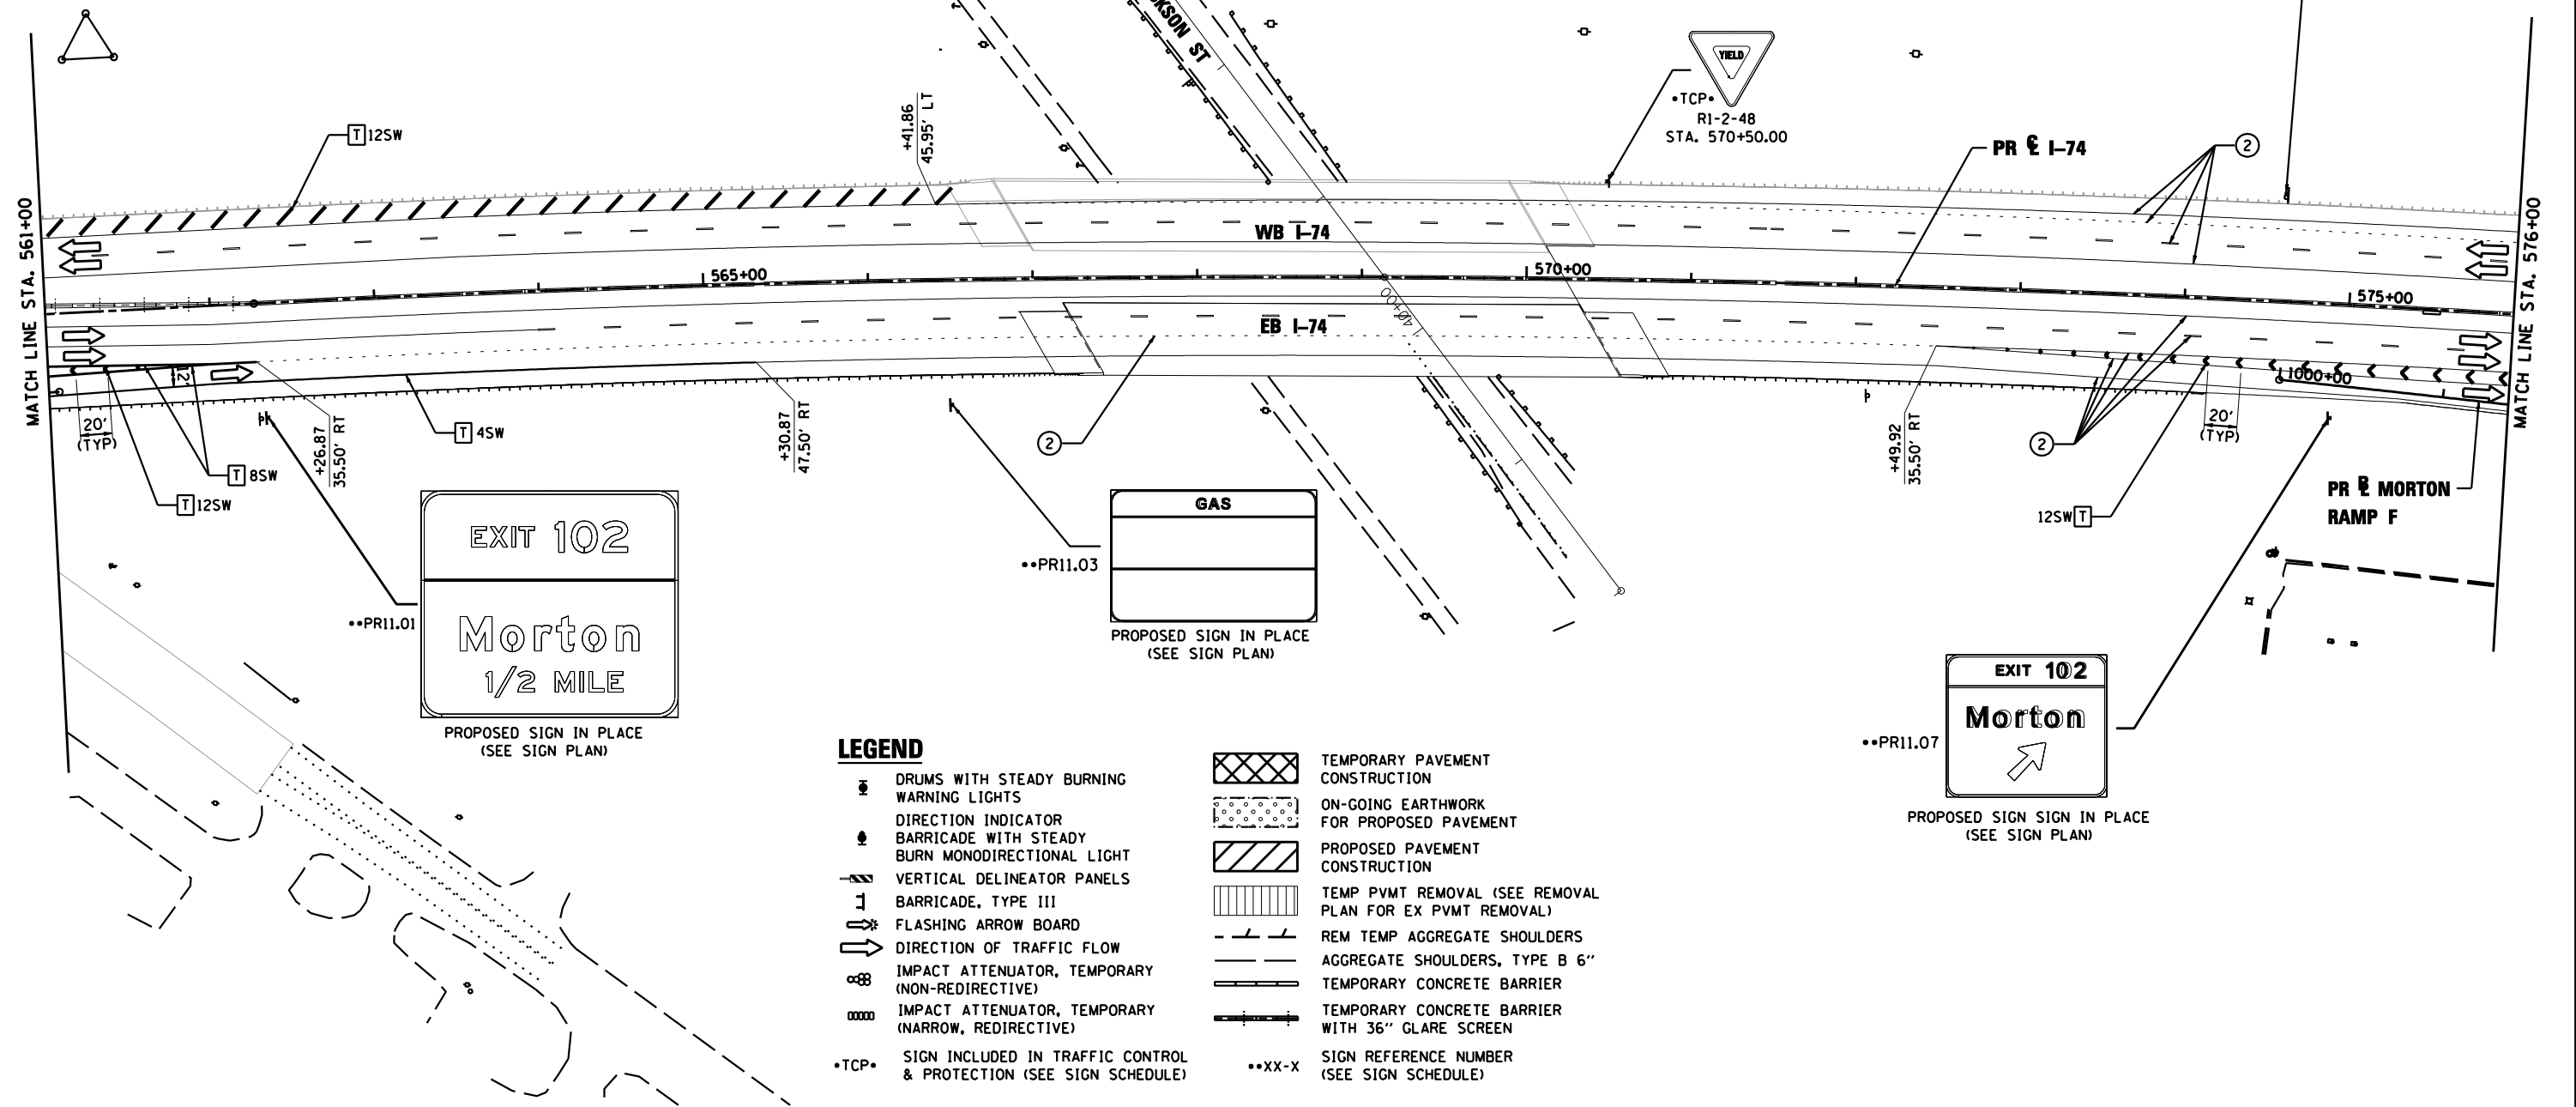 KSON ST
YIELD
•TCP•
R1-2-48
STA. 570+50.00
T 12SW
+41.86
45.95' LT
PR ℄ I-74
2
MATCH LINE STA. 561+00
WB I-74
565+00
570+00
575+00
MATCH LINE STA. 576+00
EB I-74
40+00
12'
1000+00
20'
(TYP)
+26.87
35.50' RT
T 4SW
+30.87
47.50' RT
2
+49.92
35.50' RT
2
20'
(TYP)
T 8SW
T 12SW
12SW T
PR BL MORTON
RAMP F
EXIT 102
Morton
1/2 MILE
••PR11.01
PROPOSED SIGN IN PLACE
(SEE SIGN PLAN)
GAS
••PR11.03
PROPOSED SIGN IN PLACE
(SEE SIGN PLAN)
EXIT 102
Morton
••PR11.07
PROPOSED SIGN SIGN IN PLACE
(SEE SIGN PLAN)
LEGEND
DRUMS WITH STEADY BURNING
WARNING LIGHTS
DIRECTION INDICATOR
BARRICADE WITH STEADY
BURN MONODIRECTIONAL LIGHT
VERTICAL DELINEATOR PANELS
BARRICADE, TYPE III
FLASHING ARROW BOARD
DIRECTION OF TRAFFIC FLOW
IMPACT ATTENUATOR, TEMPORARY
(NON-REDIRECTIVE)
IMPACT ATTENUATOR, TEMPORARY
(NARROW, REDIRECTIVE)
•TCP• SIGN INCLUDED IN TRAFFIC CONTROL
& PROTECTION (SEE SIGN SCHEDULE)
TEMPORARY PAVEMENT
CONSTRUCTION
ON-GOING EARTHWORK
FOR PROPOSED PAVEMENT
PROPOSED PAVEMENT
CONSTRUCTION
TEMP PVMT REMOVAL (SEE REMOVAL
PLAN FOR EX PVMT REMOVAL)
REM TEMP AGGREGATE SHOULDERS
AGGREGATE SHOULDERS, TYPE B 6"
TEMPORARY CONCRETE BARRIER
TEMPORARY CONCRETE BARRIER
WITH 36" GLARE SCREEN
••XX-X SIGN REFERENCE NUMBER
(SEE SIGN SCHEDULE)